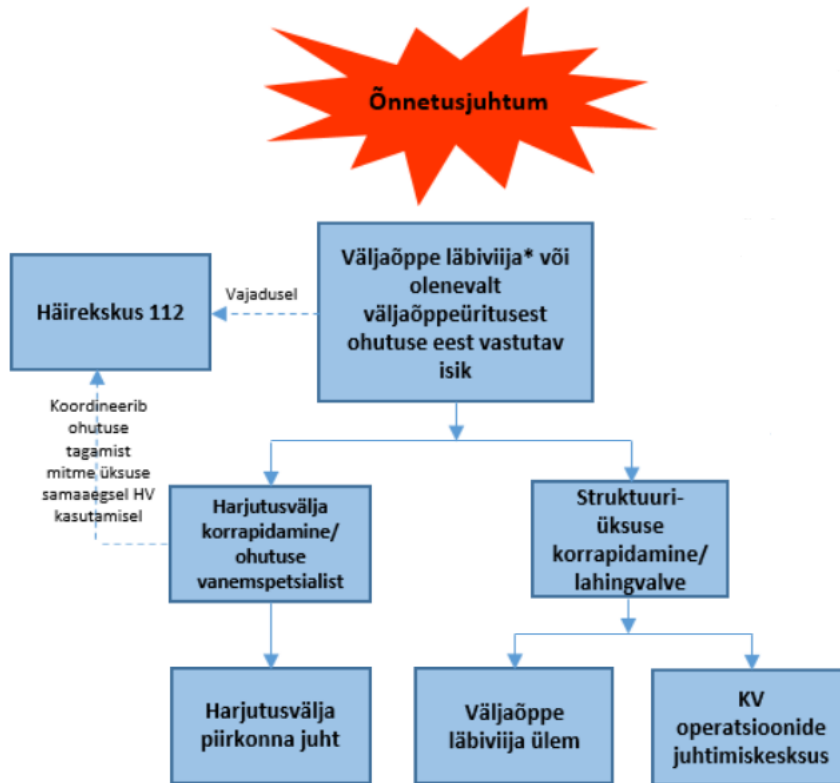 Õnnetusjuhtum
Väljaõppe läbiviija* või
olenevalt
väljaõppeüritusest
ohutuse eest vastutav
isik
Vajadusel
Häirekskus 112
Koordineerib
ohutuse
tagamist
mitme üksuse
samaaegsel HV
kasutamisel
Harjutusvälja
korrapidamine/
ohutuse
vanemspetsialist
Struktuuri-
üksuse
korrapidamine/
lahingvalve
Harjutusvälja
piirkonna juht
Väljaõppe
läbiviija ülem
KV
operatsioonide
juhtimiskesksus